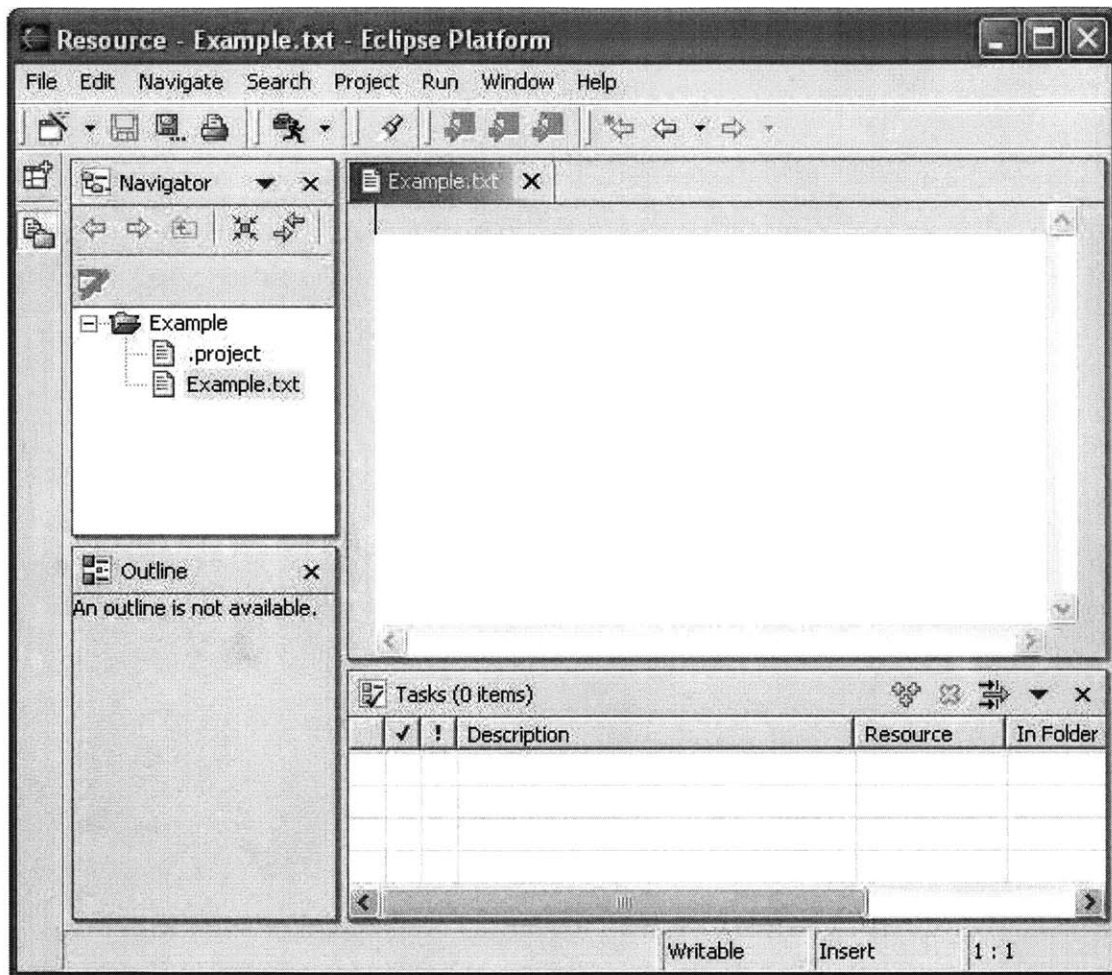 Resource - Example.txt - Eclipse Platform
File Edit Navigate Search Project Run Window Help
Navigator
Example.txt
Example
.project
Example.txt
Outline
An outline is not available.
Tasks (0 items)
! Description Resource In Folder
Writable Insert 1 : 1